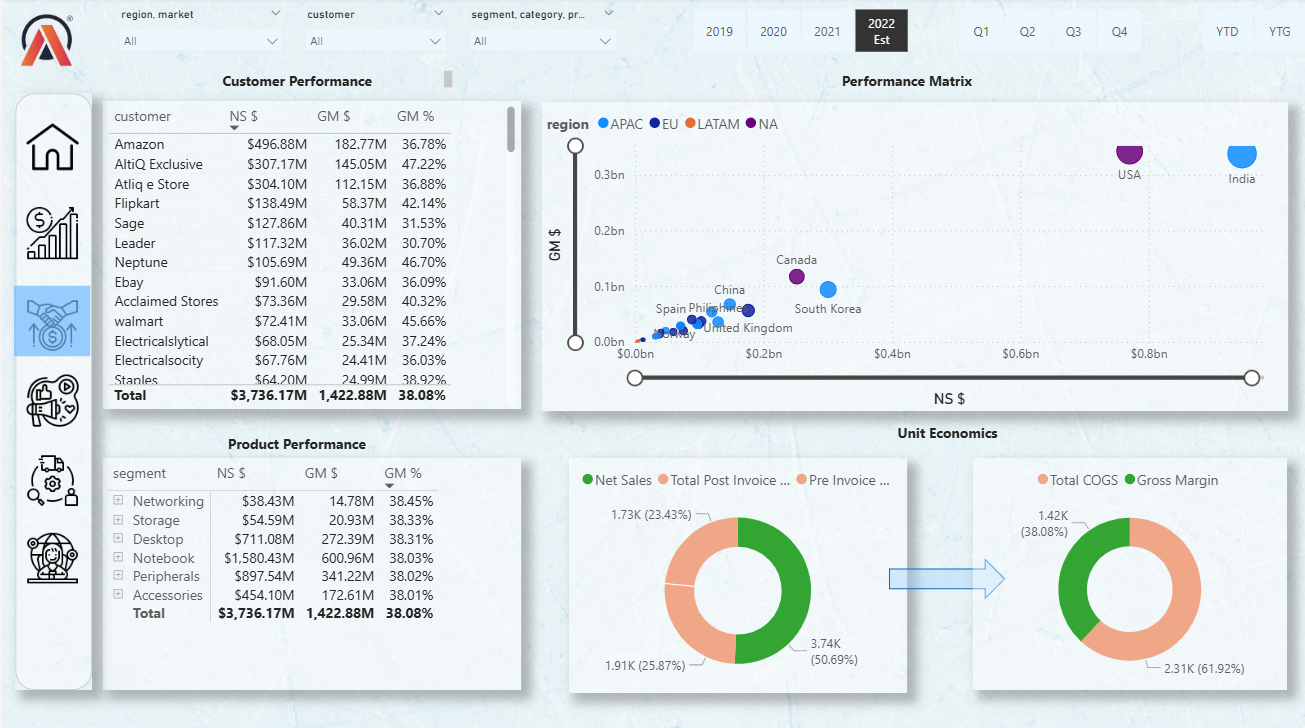 region, market customer segment, category, pr...
All All All
2019 2020 2021 2022 Est Q1 Q2 Q3 Q4 YTD YTG
Customer Performance
customer NS $ GM $ GM %
Amazon $496.88M 182.77M 36.78%
AltiQ Exclusive $307.17M 145.05M 47.22%
Atliq e Store $304.10M 112.15M 36.88%
Flipkart $138.49M 58.37M 42.14%
Sage $127.86M 40.31M 31.53%
Leader $117.32M 36.02M 30.70%
Neptune $105.69M 49.36M 46.70%
Ebay $91.60M 33.06M 36.09%
Acclaimed Stores $73.36M 29.58M 40.32%
walmart $72.41M 33.06M 45.66%
Electricalslytical $68.05M 25.34M 37.24%
Electricalsocity $67.76M 24.41M 36.03%
Staples $64.20M 24.99M 38.92%
Total $3,736.17M 1,422.88M 38.08%
Performance Matrix
region APAC EU LATAM NA
GM $
0.3bn
0.2bn
0.1bn
0.0bn
USA
India
Canada
China
South Korea
Spain Philiphines
United Kingdom
Norway
$0.0bn $0.2bn $0.4bn $0.6bn $0.8bn
NS $
Product Performance
segment NS $ GM $ GM %
Networking $38.43M 14.78M 38.45%
Storage $54.59M 20.93M 38.33%
Desktop $711.08M 272.39M 38.31%
Notebook $1,580.43M 600.96M 38.03%
Peripherals $897.54M 341.22M 38.02%
Accessories $454.10M 172.61M 38.01%
Total $3,736.17M 1,422.88M 38.08%
Unit Economics
Net Sales Total Post Invoice ... Pre Invoice ...
1.73K (23.43%)
3.74K
(50.69%)
1.91K (25.87%)
Total COGS Gross Margin
1.42K
(38.08%)
2.31K (61.92%)